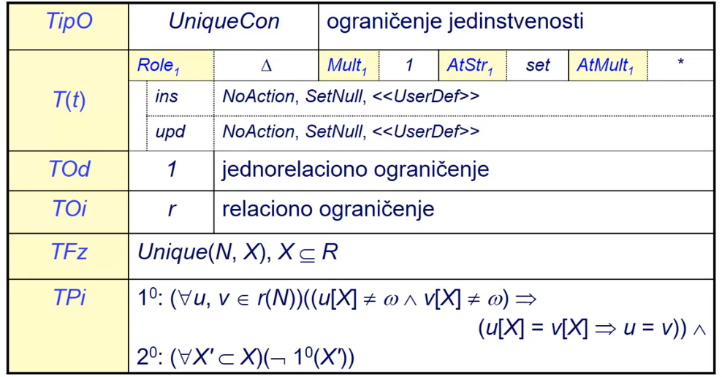 TipO UniqueCon ograničenje jedinstvenosti
T(t) Role₁ Δ Mult₁ 1 AtStr₁ set AtMult₁ *
ins NoAction, SetNull, <<UserDef>>
upd NoAction, SetNull, <<UserDef>>
TOd 1 jednorelaciono ograničenje
TOi r relaciono ograničenje
TFz Unique(N, X), X ⊆ R
TPi 1⁰: (∀u, v ∈ r(N))((u[X] ≠ ω ∧ v[X] ≠ ω) ⇒
(u[X] = v[X] ⇒ u = v)) ∧
2⁰: (∀X' ⊂ X)(¬ 1⁰(X'))